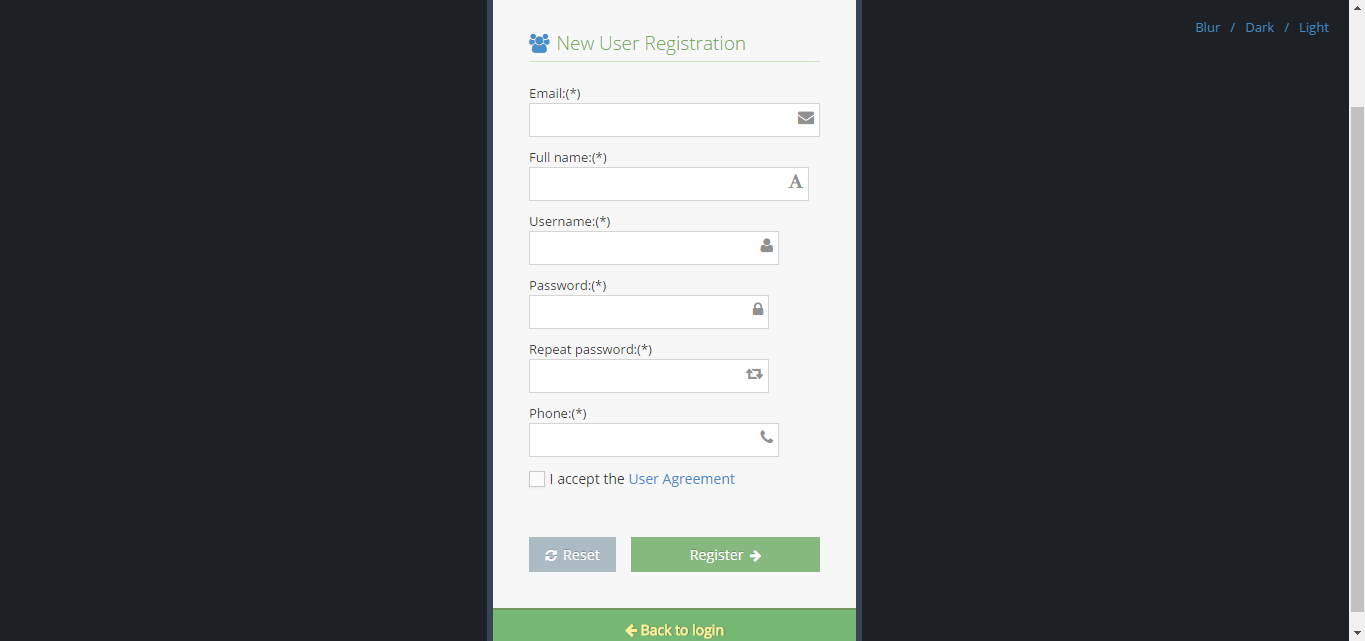 Blur / Dark / Light
New User Registration
Email:(*)
Full name:(*)
Username:(*)
Password:(*)
Repeat password:(*)
Phone:(*)
I accept the User Agreement
Reset
Register
Back to login